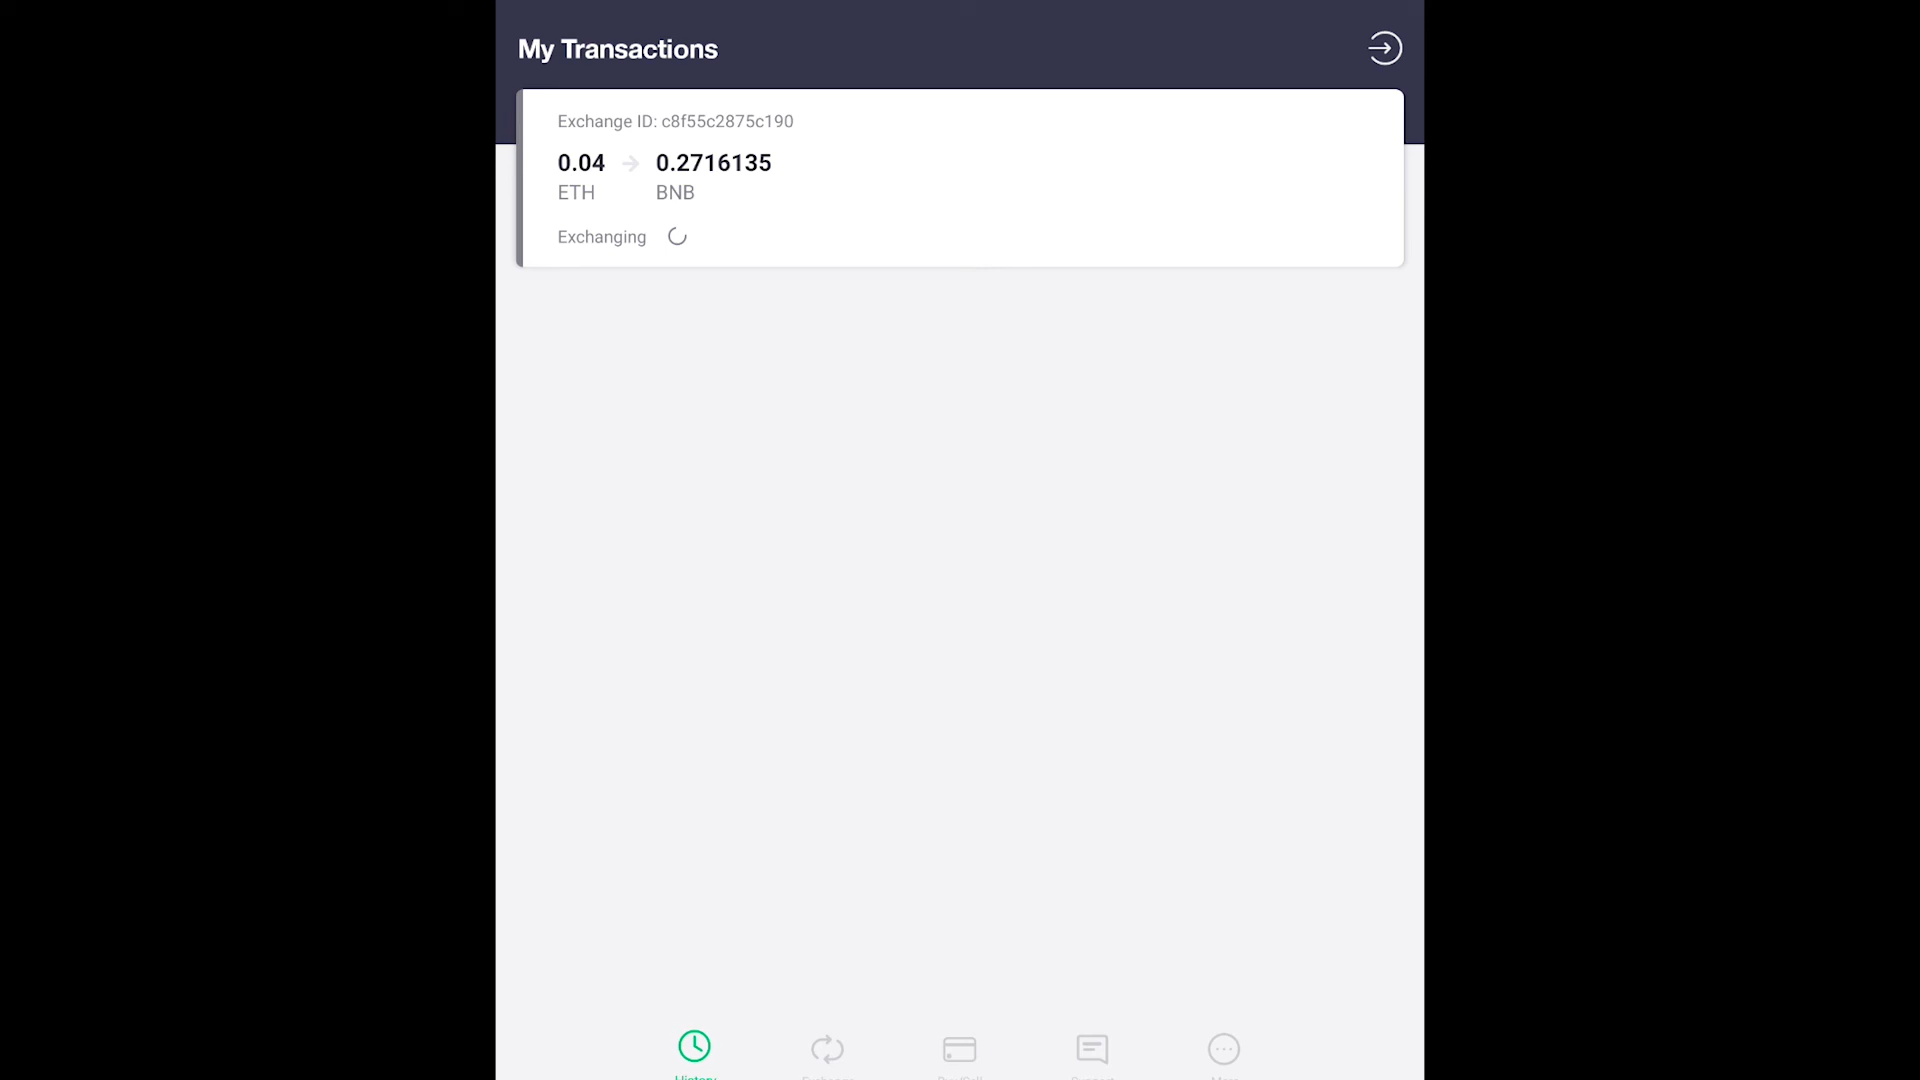 My Transactions
Exchange ID: c8f55c2875c190
0.04 0.2716135
ETH BNB
Exchanging
History